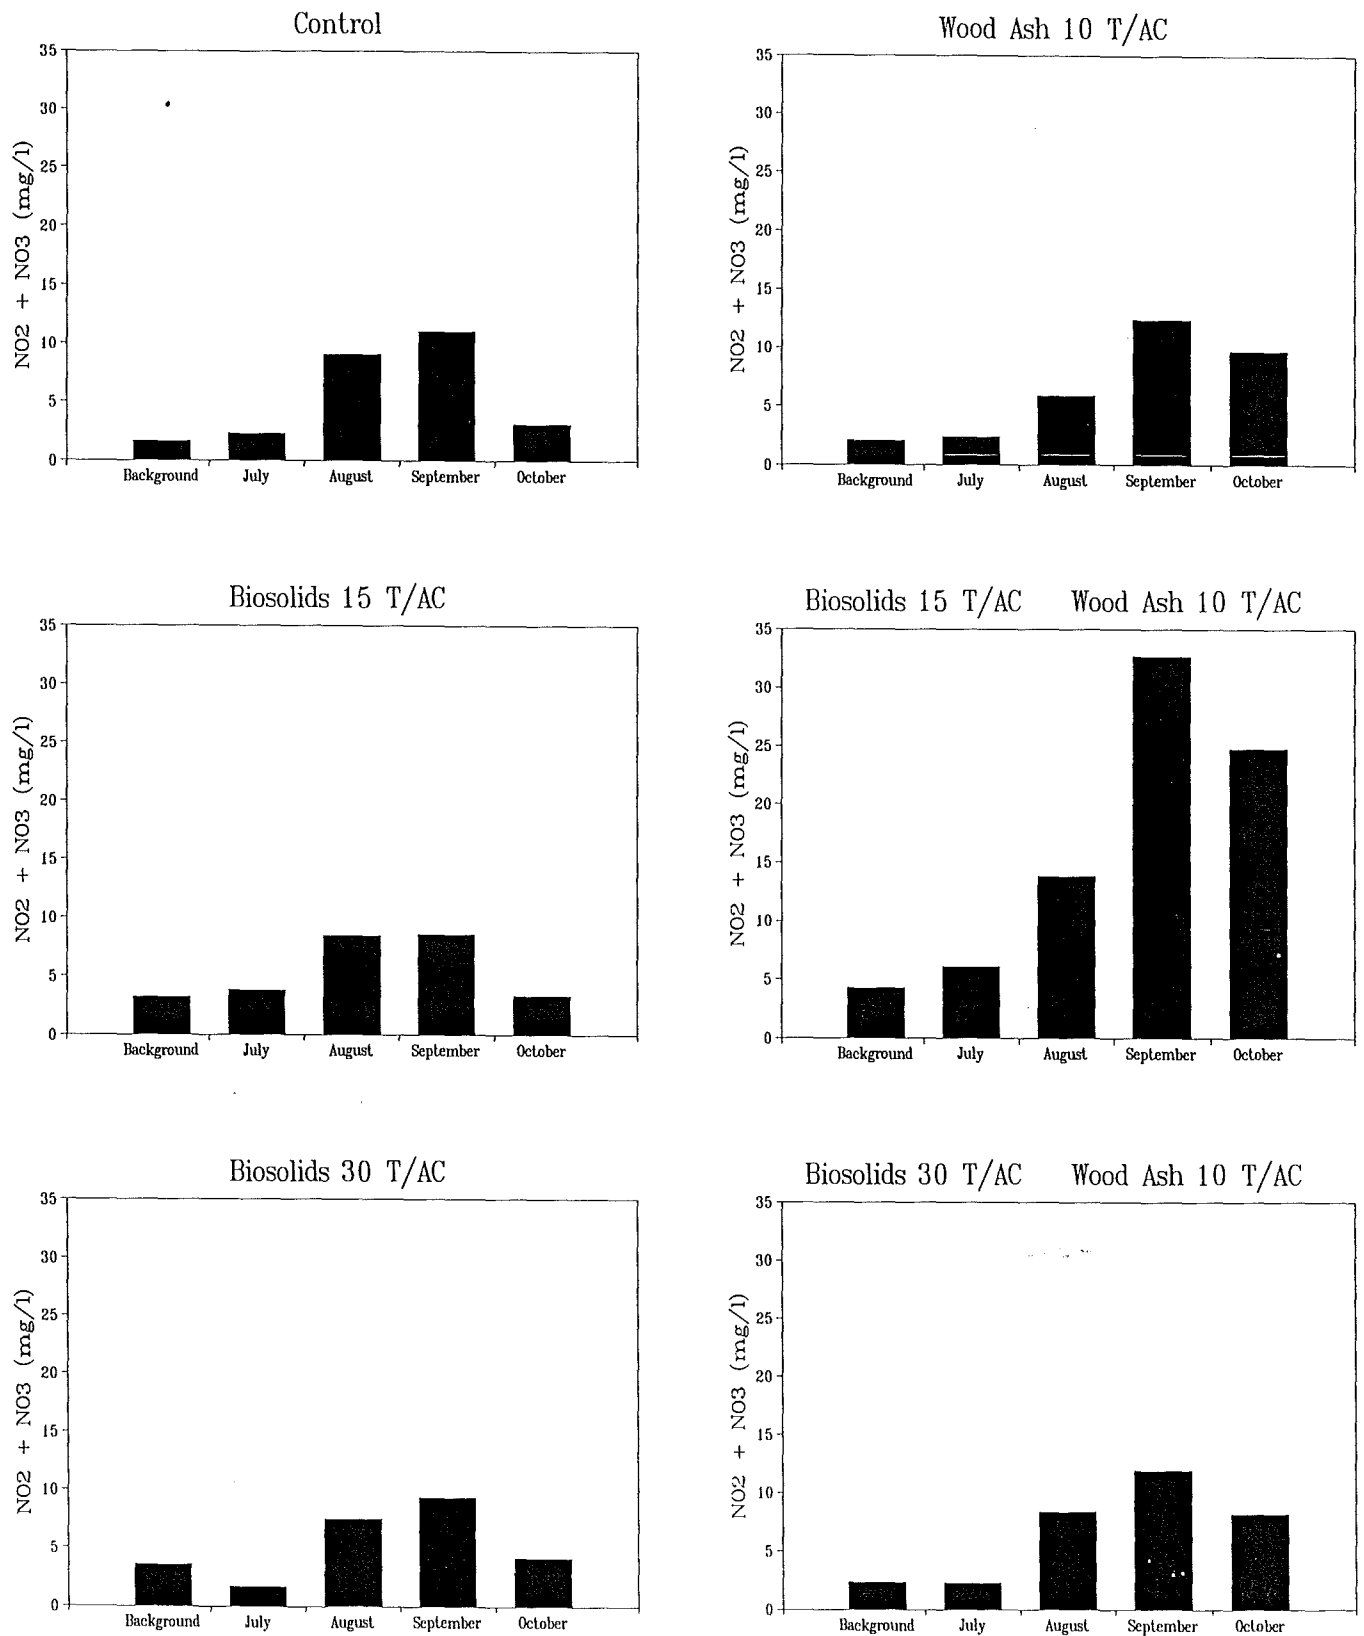 Control
35
30
25
20
15
10
5
0
NO2 + NO3 (mg/l)
Background July August September October
Wood Ash 10 T/AC
35
30
25
20
15
10
5
0
NO2 + NO3 (mg/l)
Background July August September October
Biosolids 15 T/AC
35
30
25
20
15
10
5
0
NO2 + NO3 (mg/l)
Background July August September October
Biosolids 15 T/AC Wood Ash 10 T/AC
35
30
25
20
15
10
5
0
NO2 + NO3 (mg/l)
Background July August September October
Biosolids 30 T/AC
35
30
25
20
15
10
5
0
NO2 + NO3 (mg/l)
Background July August September October
Biosolids 30 T/AC Wood Ash 10 T/AC
35
30
25
20
15
10
5
0
NO2 + NO3 (mg/l)
Background July August September October